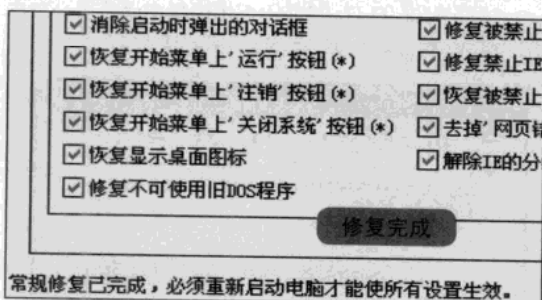 消除启动时弹出的对话框 修复被禁止
恢复开始菜单上'运行'按钮(*) 修复禁止IE
恢复开始菜单上'注销'按钮(*) 恢复被禁止
恢复开始菜单上'关闭系统'按钮(*) 去掉'网页错
恢复显示桌面图标 解除IE的分
修复不可使用旧DOS程序
修复完成
常规修复已完成，必须重新启动电脑才能使所有设置生效。